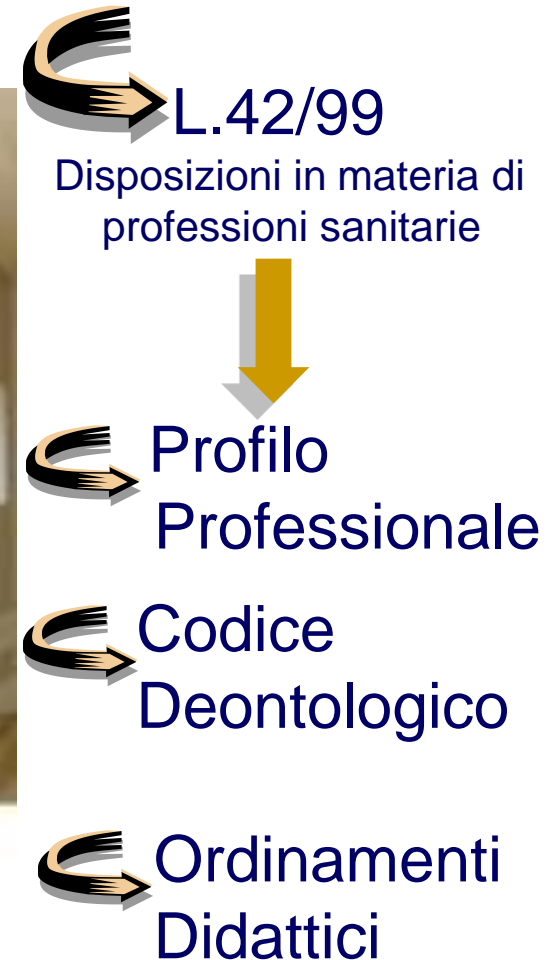 L.42/99
Disposizioni in materia di
professioni sanitarie
Profilo
Professionale
Codice
Deontologico
Ordinamenti
Didattici